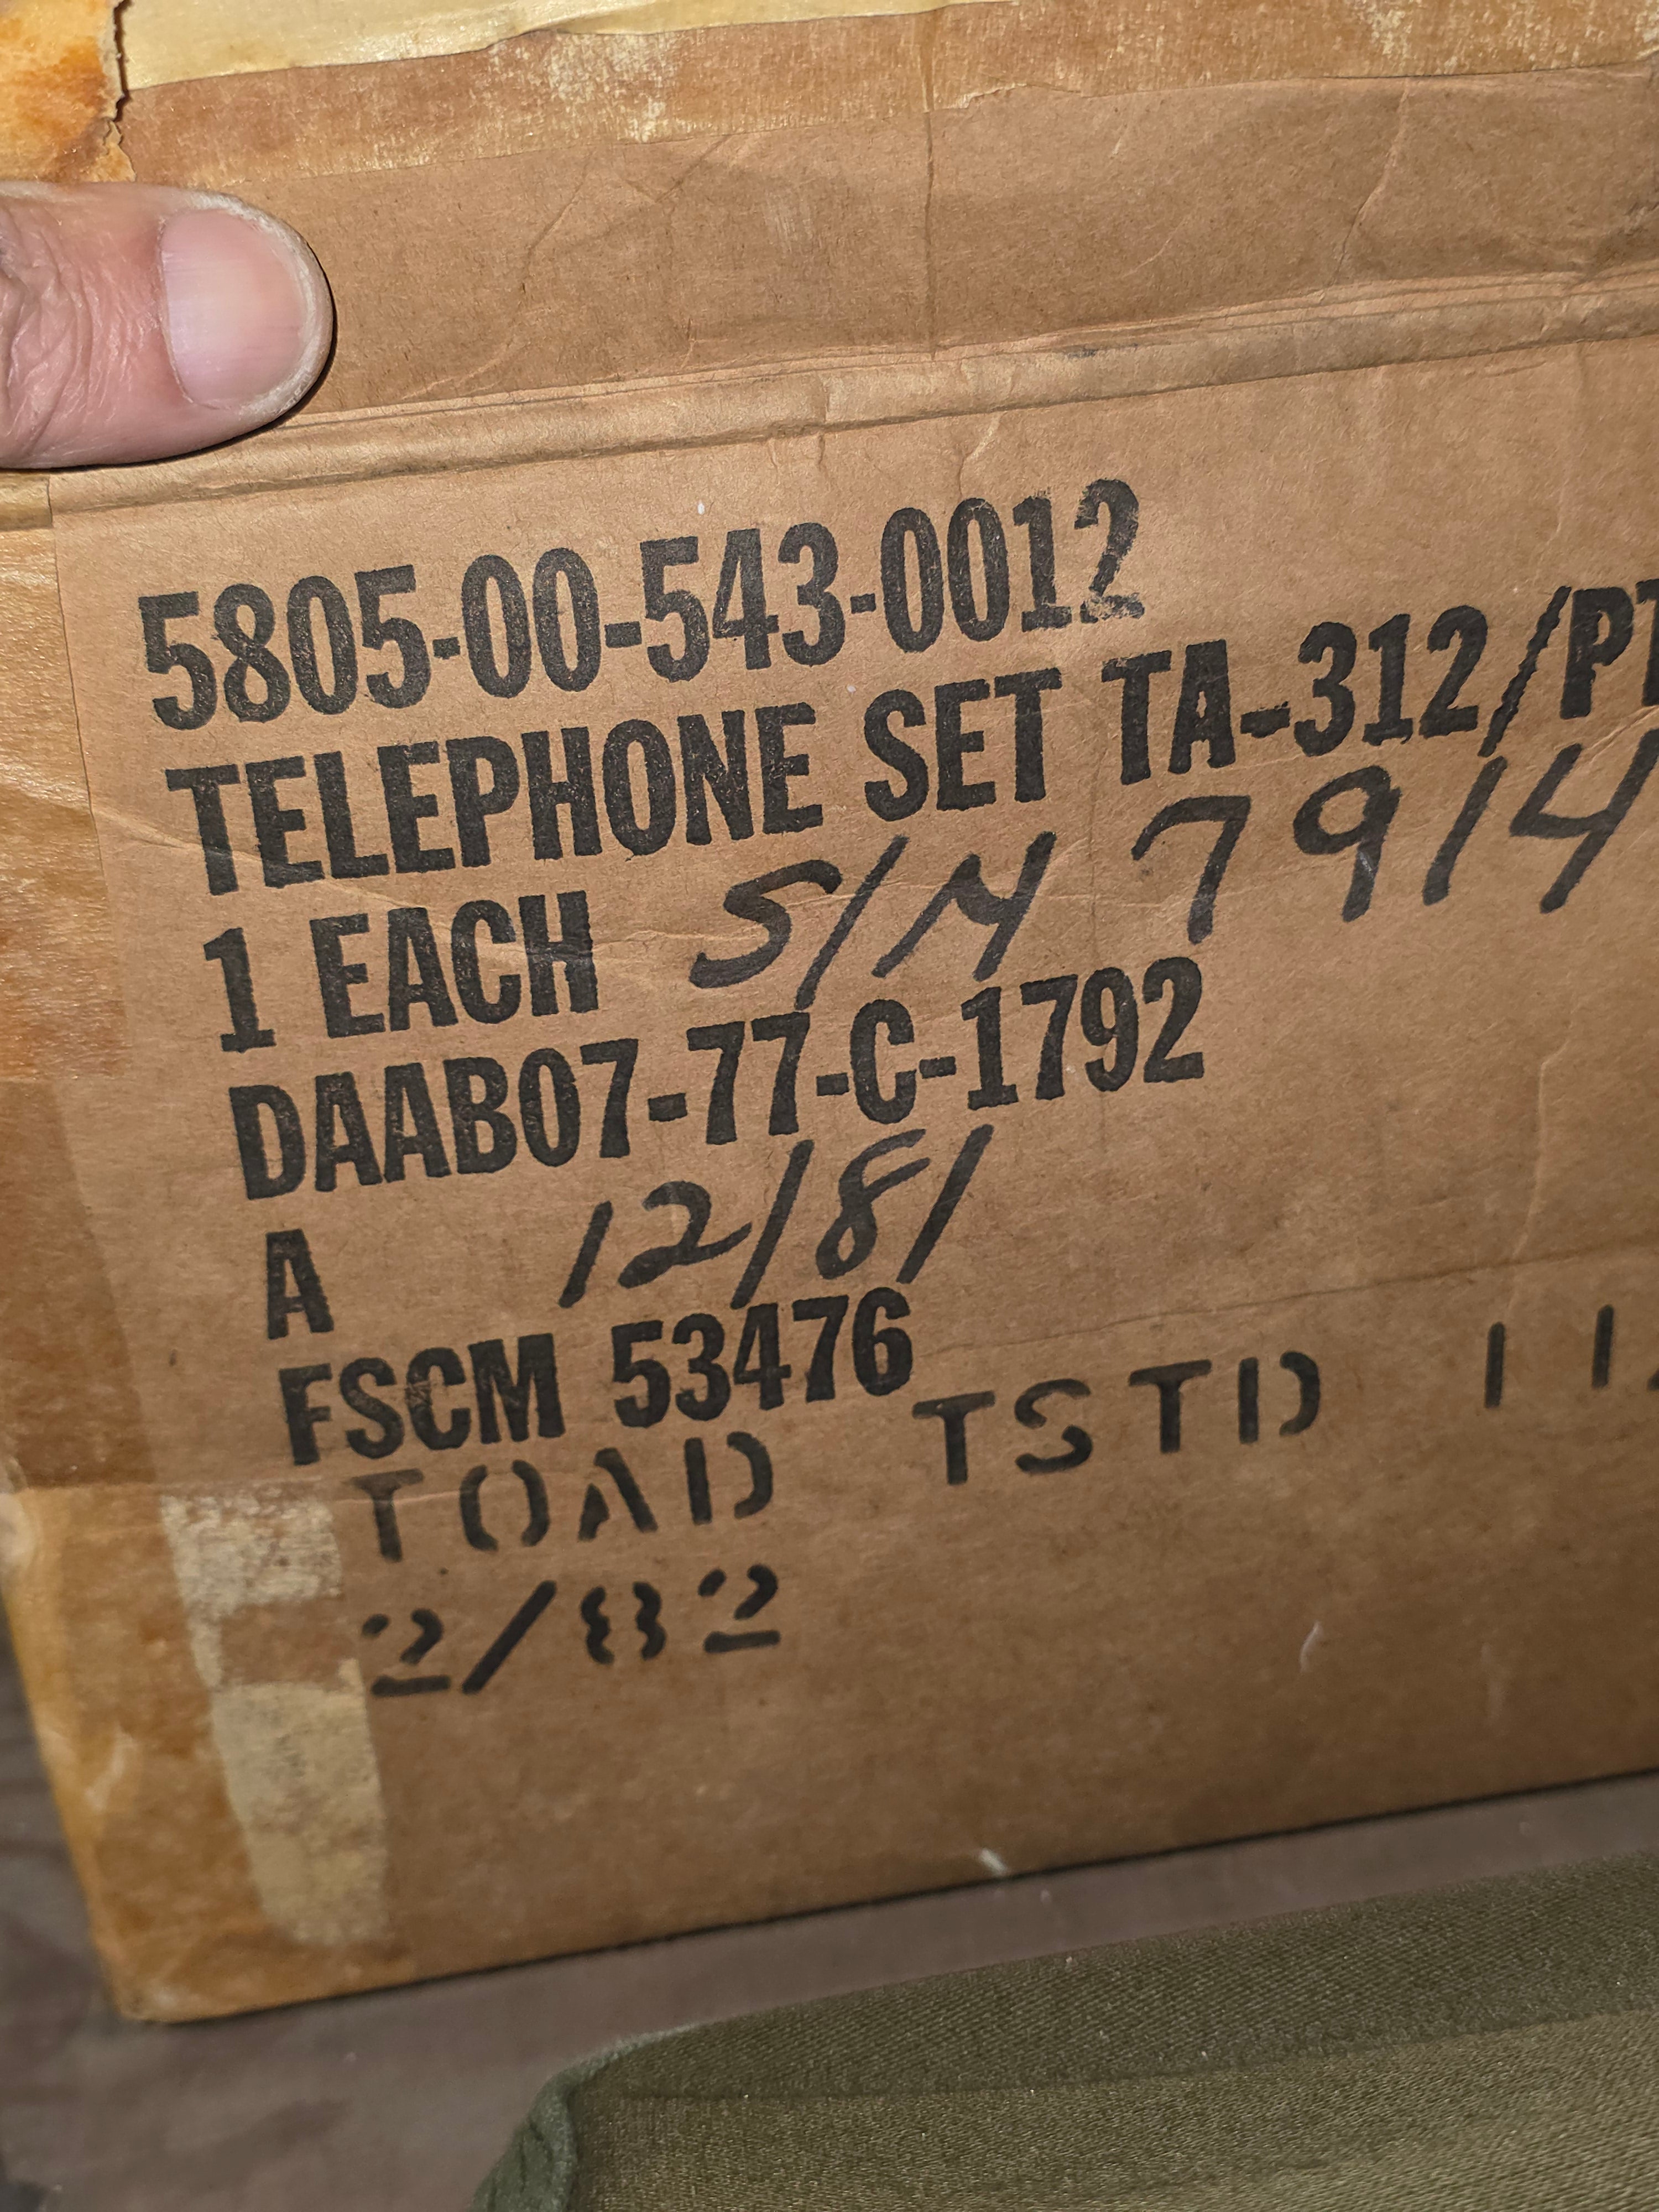 5805-00-543-0012
TELEPHONE SET TA-312/PT
1 EACH S/N 7914
DAAB07-77-C-1792
A 12/81
FSCM 53476
TOAD TSTD 11
2/82